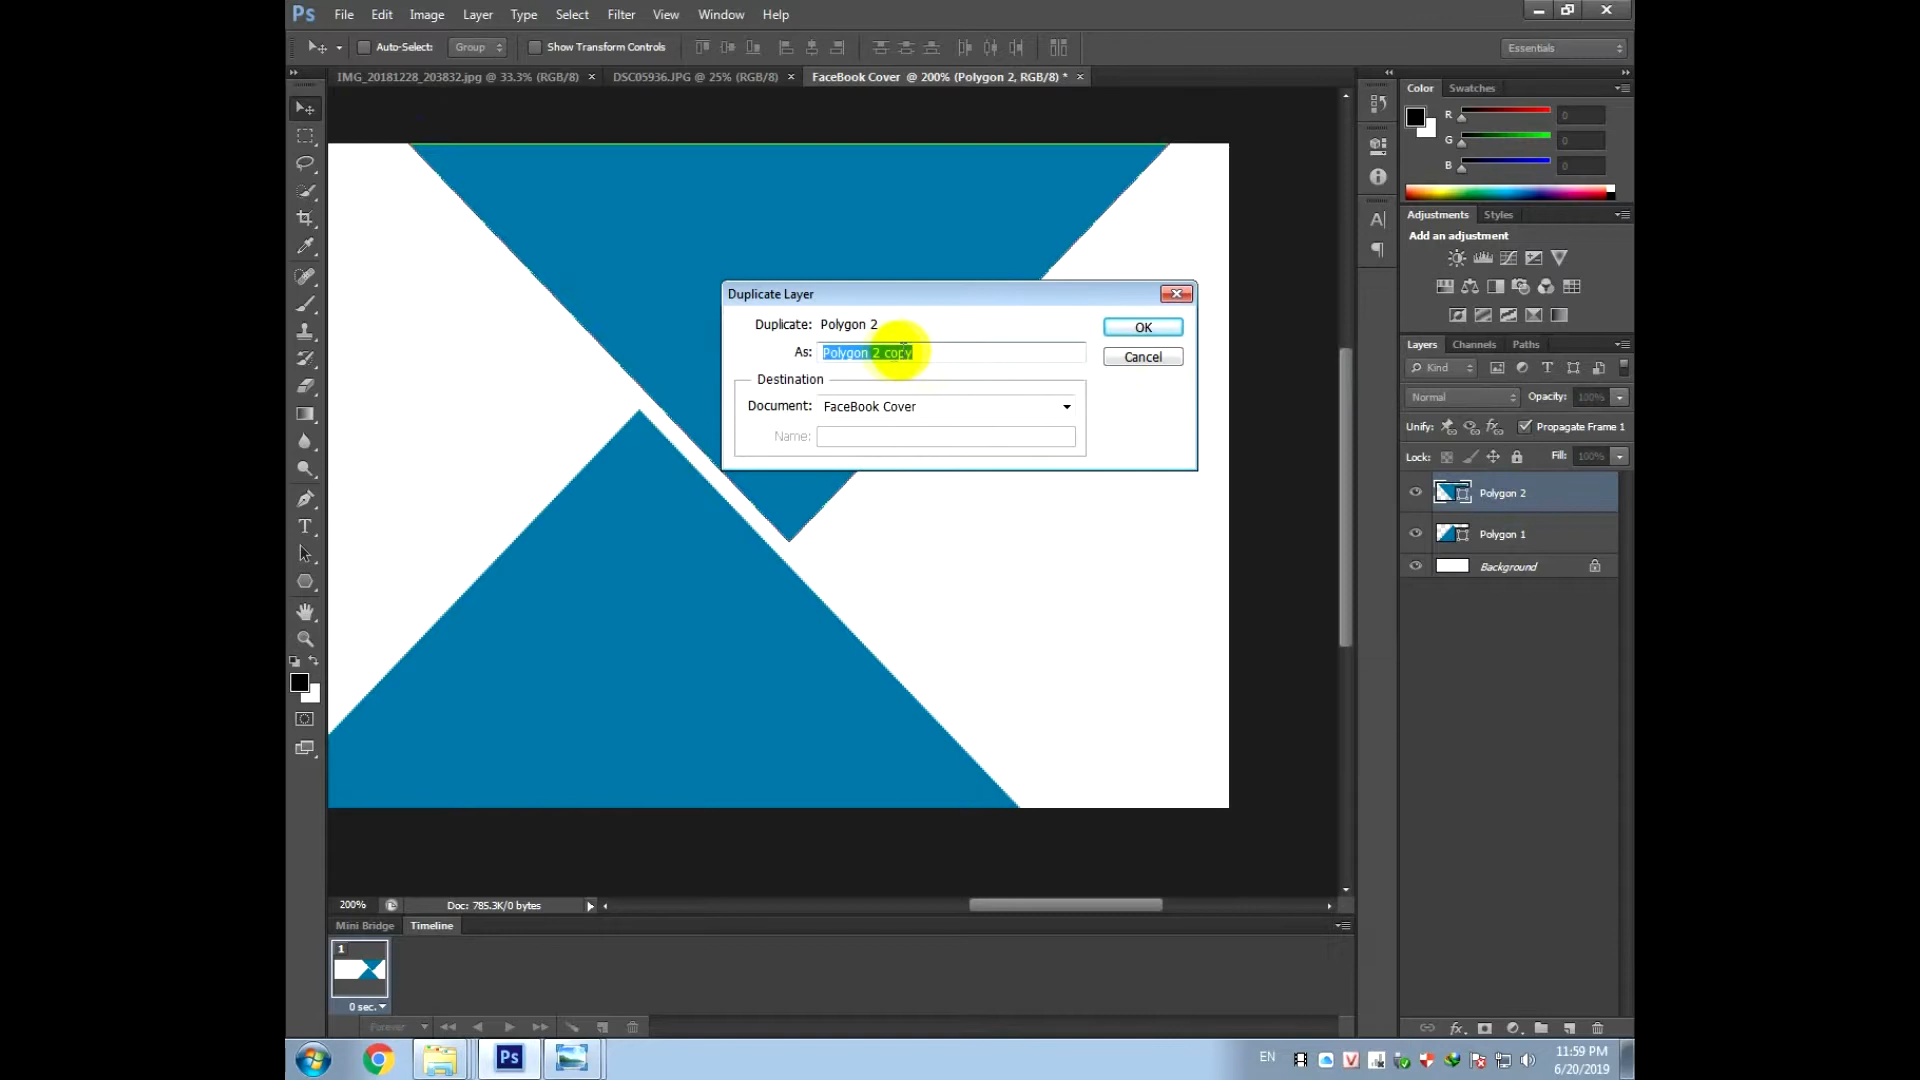 Ps File Edit Image Layer Type Select Filter View Window Help
Auto-Select: Group Show Transform Controls Essentials
IMG_20181228_203832.jpg @ 33.3% (RGB/8) × DSC05936.JPG @ 25% (RGB/8) × FaceBook Cover @ 200% (Polygon 2, RGB/8) * ×
Color Swatches
R 0
G 0
B 0
Adjustments Styles
Add an adjustment
Duplicate Layer
Duplicate: Polygon 2
As: Polygon 2 copy
OK
Cancel
Destination
Document: FaceBook Cover
Name:
Layers Channels Paths
Kind
Normal Opacity: 100%
Unify: Propagate Frame 1
Lock: Fill: 100%
Polygon 2
Polygon 1
Background
200% Doc: 785.3K/0 bytes
Mini Bridge Timeline
1
0 sec.
Forever
Ps
EN
11:59 PM
6/20/2019